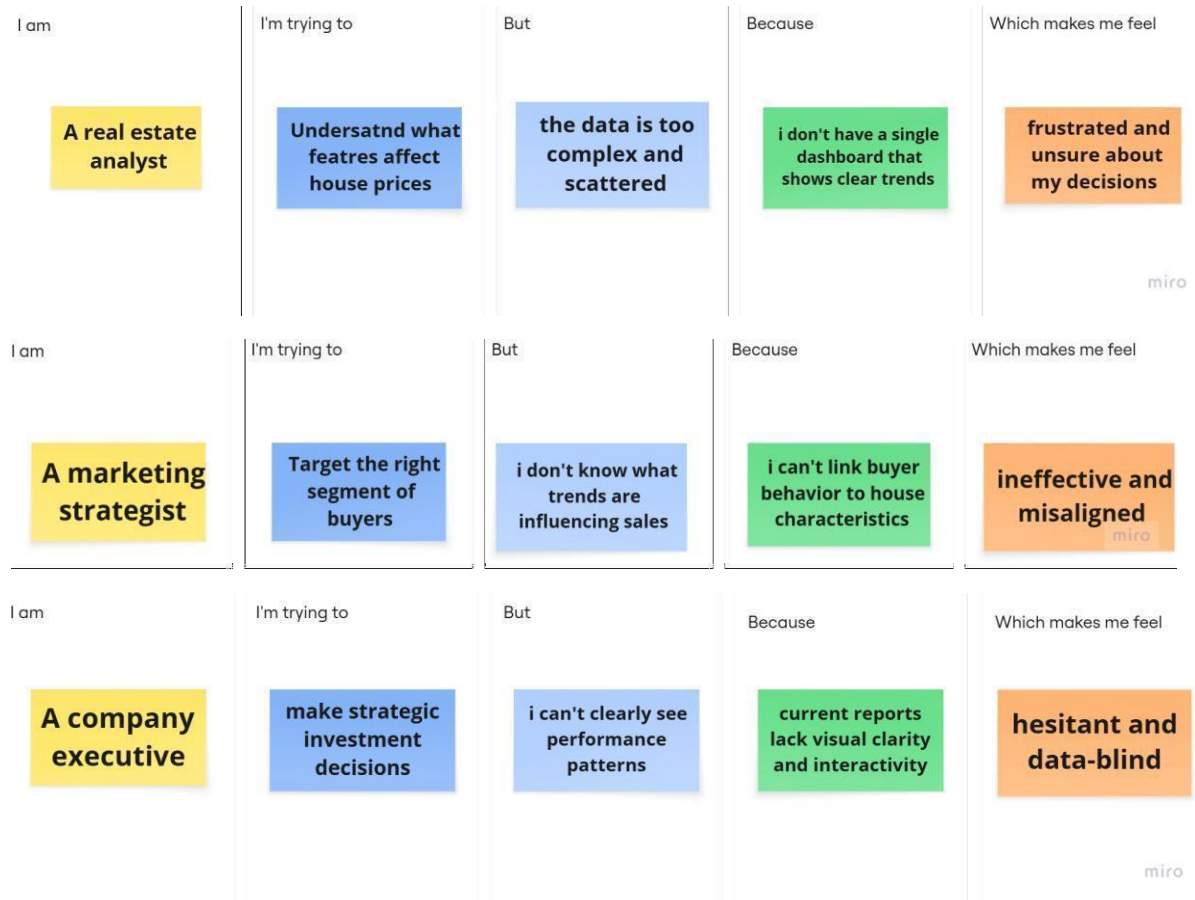 I am
I'm trying to
But
Because
Which makes me feel
A real estate
analyst
Undersatnd what
featres affect
house prices
the data is too
complex and
scattered
i don't have a single
dashboard that
shows clear trends
frustrated and
unsure about
my decisions
miro
I am
I'm trying to
But
Because
Which makes me feel
A marketing
strategist
Target the right
segment of
buyers
i don't know what
trends are
influencing sales
i can't link buyer
behavior to house
characteristics
ineffective and
misaligned
miro
I am
I'm trying to
But
Because
Which makes me feel
A company
executive
make strategic
investment
decisions
i can't clearly see
performance
patterns
current reports
lack visual clarity
and interactivity
hesitant and
data-blind
miro